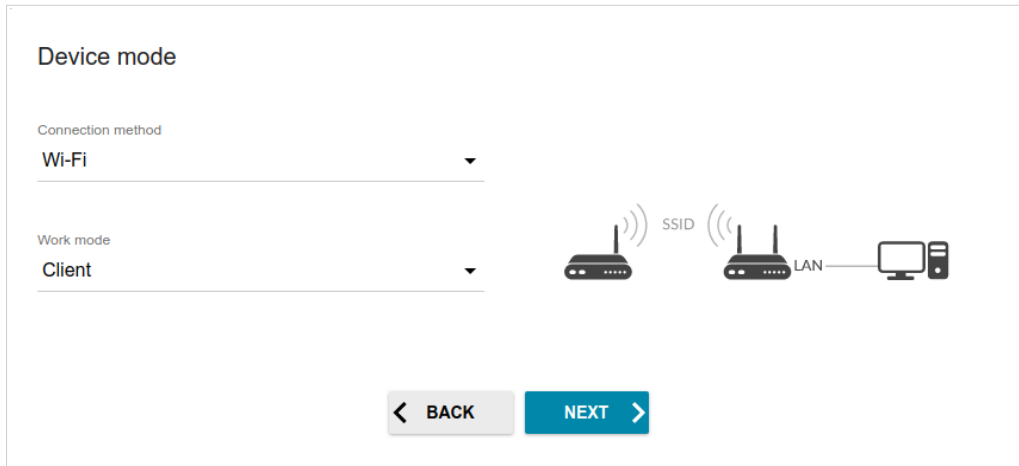 Device mode
Connection method
Wi-Fi
Work mode
Client
SSID
LAN
BACK
NEXT